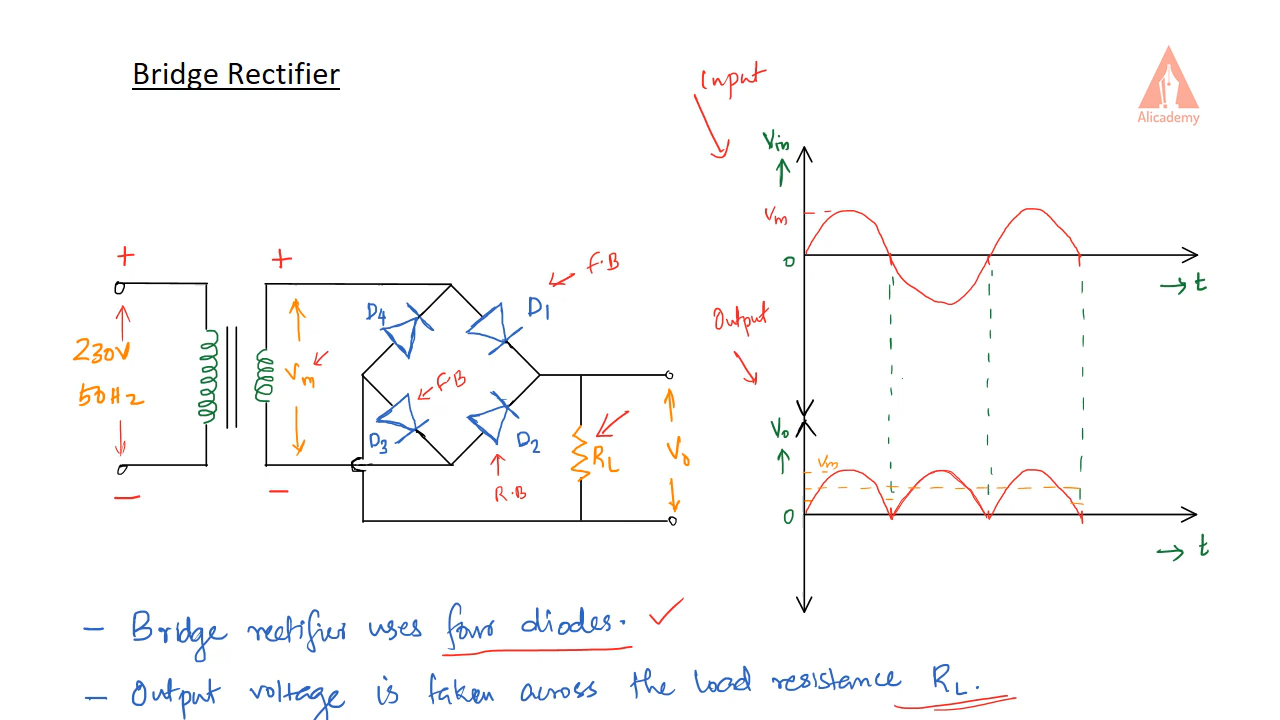 Bridge Rectifier
Alicademy
Input
Vin
Vm
0
t
+
+
F.B
D4
D1
230V
50Hz
Vm
F.B
D3
D2
R.B
RL
Vo
−
−
Output
Vo
Vm
0
t
– Bridge rectifier uses four diodes. ✓
– Output voltage is taken across the load resistance RL.